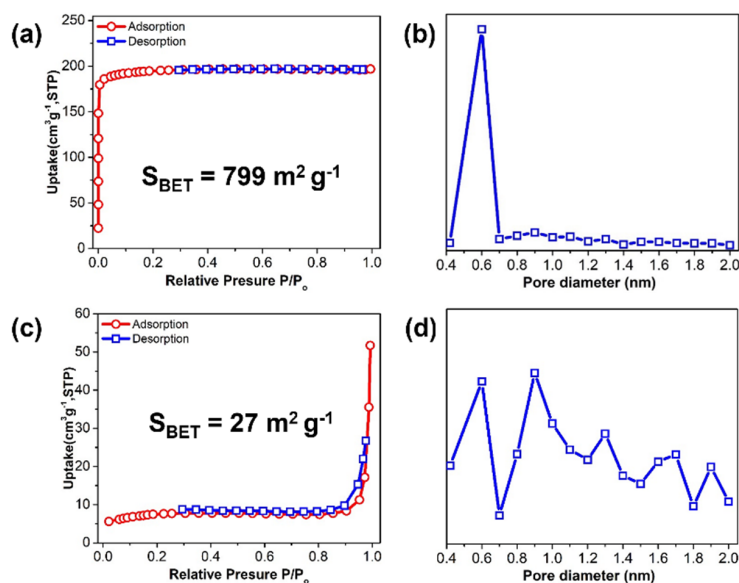 (a)
Adsorption
Desorption
S_BET = 799 m² g⁻¹
Uptake(cm³g⁻¹,STP)
250
200
150
100
50
0
0.0 0.2 0.4 0.6 0.8 1.0
Relative Presure P/Pₒ
(b)
0.4 0.6 0.8 1.0 1.2 1.4 1.6 1.8 2.0
Pore diameter (nm)
(c)
Adsorption
Desorption
S_BET = 27 m² g⁻¹
Uptake(cm³g⁻¹,STP)
60
50
40
30
20
10
0
0.0 0.2 0.4 0.6 0.8 1.0
Relative Presure P/Pₒ
(d)
0.4 0.6 0.8 1.0 1.2 1.4 1.6 1.8 2.0
Pore diameter (nm)